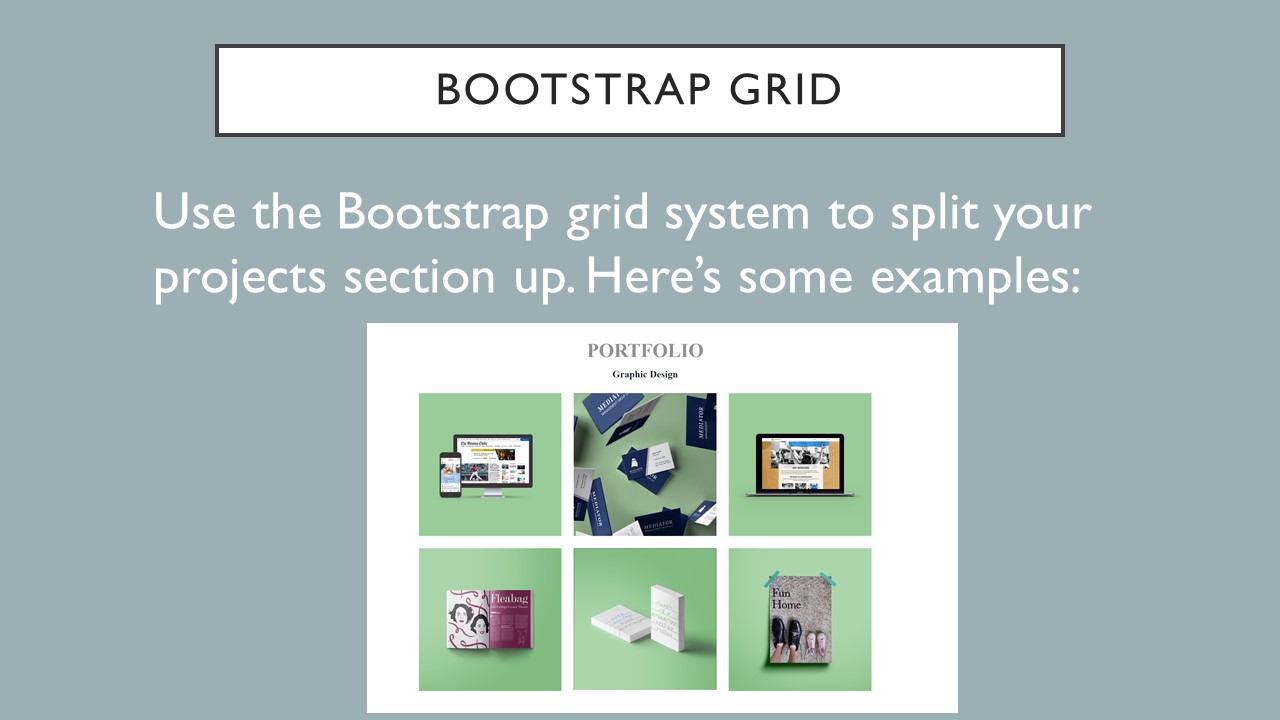 BOOTSTRAP GRID
Use the Bootstrap grid system to split your
projects section up. Here’s some examples:
PORTFOLIO
Graphic Design
MEDIATOR
MEDIATOR
MEDIATOR
MEDIATOR
Fleabag
Fun
Home